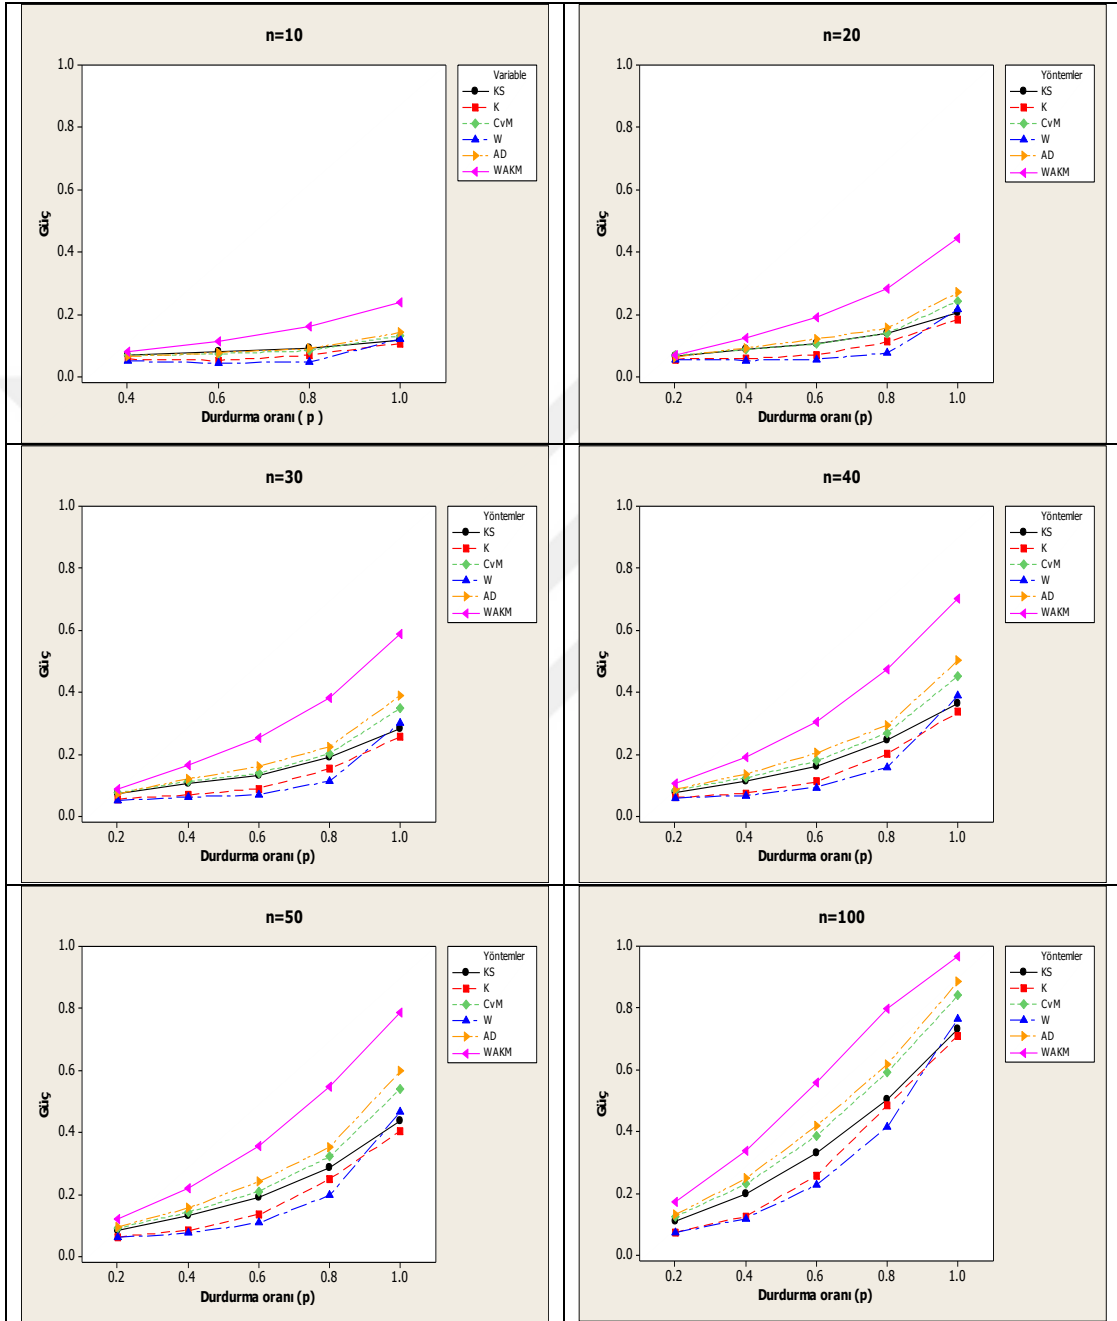 n=10
1.0
0.8
0.6
0.4
0.2
0.0
Güç
0.4 0.6 0.8 1.0
Durdurma oranı ( p )
Variable
KS
K
CvM
W
AD
WAKM
n=20
1.0
0.8
0.6
0.4
0.2
0.0
Güç
0.2 0.4 0.6 0.8 1.0
Durdurma oranı (p)
Yöntemler
KS
K
CvM
W
AD
WAKM
n=30
1.0
0.8
0.6
0.4
0.2
0.0
Güç
0.2 0.4 0.6 0.8 1.0
Durdurma oranı (p)
Yöntemler
KS
K
CvM
W
AD
WAKM
n=40
1.0
0.8
0.6
0.4
0.2
0.0
Güç
0.2 0.4 0.6 0.8 1.0
Durdurma oranı (p)
Yöntemler
KS
K
CvM
W
AD
WAKM
n=50
1.0
0.8
0.6
0.4
0.2
0.0
Güç
0.2 0.4 0.6 0.8 1.0
Durdurma oranı (p)
Yöntemler
KS
K
CvM
W
AD
WAKM
n=100
1.0
0.8
0.6
0.4
0.2
0.0
Güç
0.2 0.4 0.6 0.8 1.0
Durdurma oranı (p)
Yöntemler
KS
K
CvM
W
AD
WAKM